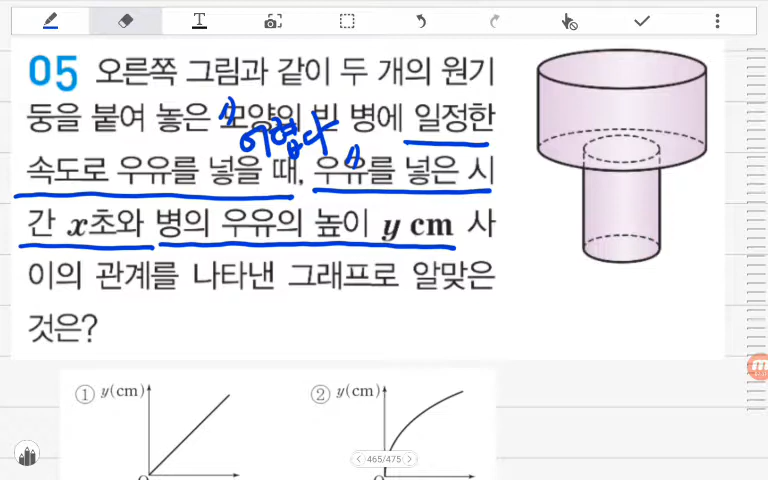 T
05 오른쪽 그림과 같이 두 개의 원기
둥을 붙여 놓은 모양의 빈 병에 일정한
어렵다
속도로 우유를 넣을 때, 우유를 넣은 시
간 x초와 병의 우유의 높이 y cm 사
이의 관계를 나타낸 그래프로 알맞은
것은?
① y(cm)
② y(cm)
465/475